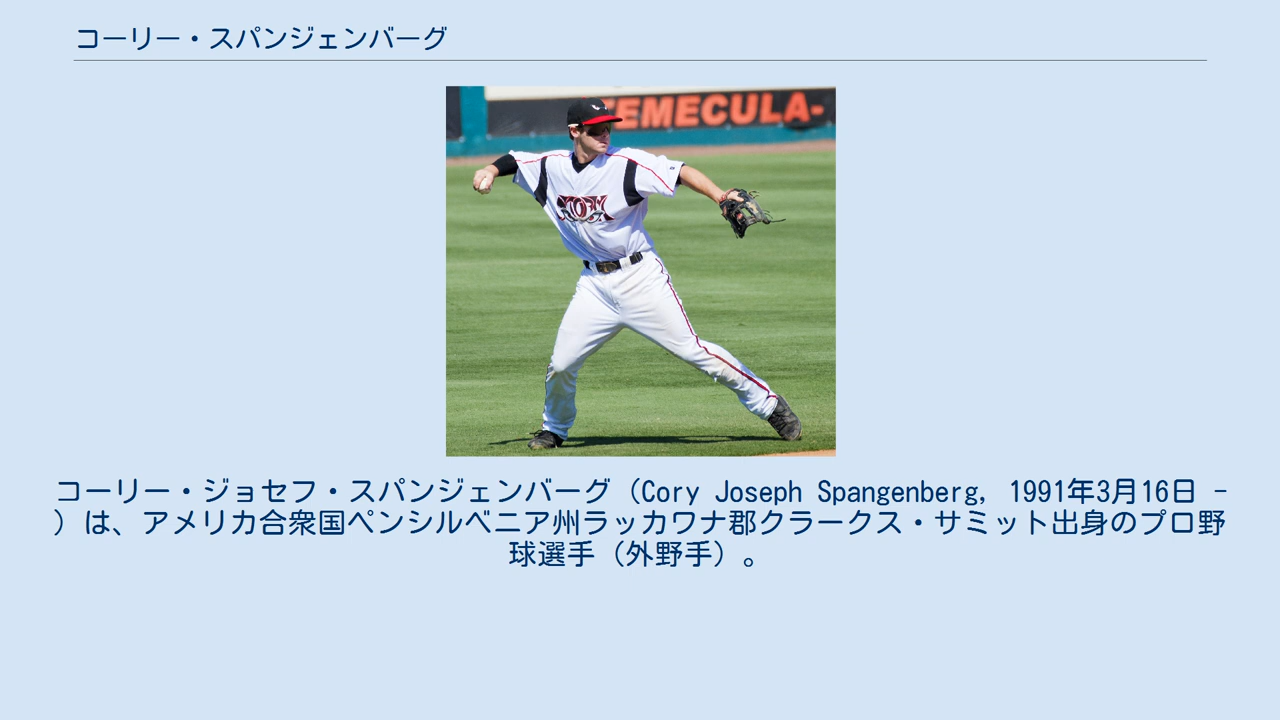 コーリー・スパンジェンバーグ
TEMECULA-
STORM
コーリー・ジョセフ・スパンジェンバーグ（Cory Joseph Spangenberg, 1991年3月16日 -
）は、アメリカ合衆国ペンシルベニア州ラッカワナ郡クラークス・サミット出身のプロ野
球選手（外野手）。